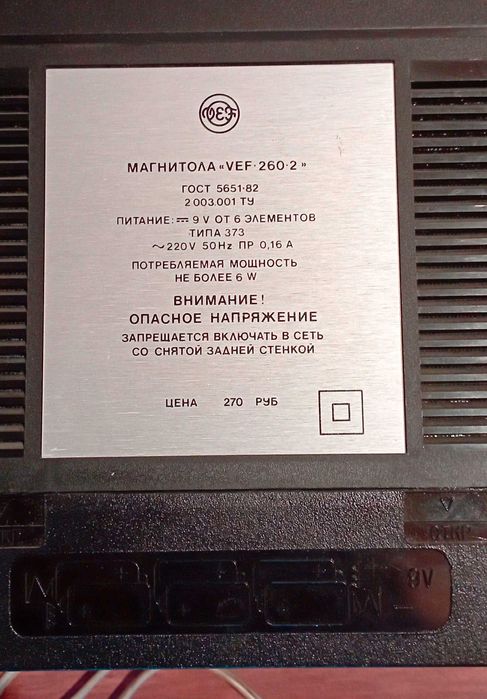 VEF
МАГНИТОЛА «VEF·260·2»
ГОСТ 5651·82
2.003.001 ТУ
ПИТАНИЕ: ⎓ 9 V ОТ 6 ЭЛЕМЕНТОВ
ТИПА 373
~220V 50Hz ПР 0,16 А
ПОТРЕБЛЯЕМАЯ МОЩНОСТЬ
НЕ БОЛЕЕ 6 W
ВНИМАНИЕ!
ОПАСНОЕ НАПРЯЖЕНИЕ
ЗАПРЕЩАЕТСЯ ВКЛЮЧАТЬ В СЕТЬ
СО СНЯТОЙ ЗАДНЕЙ СТЕНКОЙ
ЦЕНА 270 РУБ
ОТКР
9V